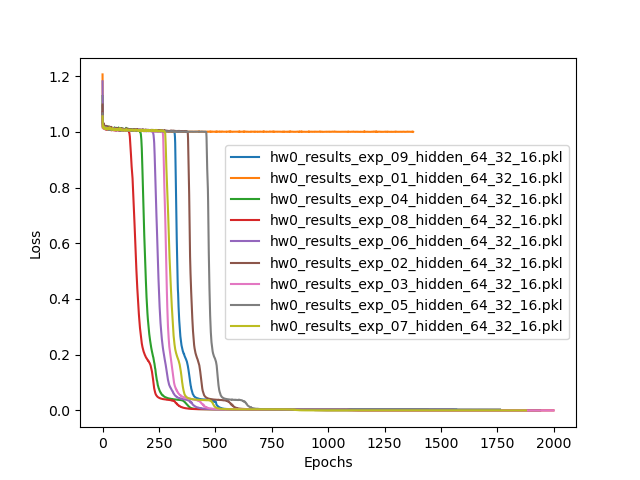 1.2
1.0
0.8
0.6
0.4
0.2
0.0
Loss
hw0_results_exp_09_hidden_64_32_16.pkl
hw0_results_exp_01_hidden_64_32_16.pkl
hw0_results_exp_04_hidden_64_32_16.pkl
hw0_results_exp_08_hidden_64_32_16.pkl
hw0_results_exp_06_hidden_64_32_16.pkl
hw0_results_exp_02_hidden_64_32_16.pkl
hw0_results_exp_03_hidden_64_32_16.pkl
hw0_results_exp_05_hidden_64_32_16.pkl
hw0_results_exp_07_hidden_64_32_16.pkl
0 250 500 750 1000 1250 1500 1750 2000
Epochs